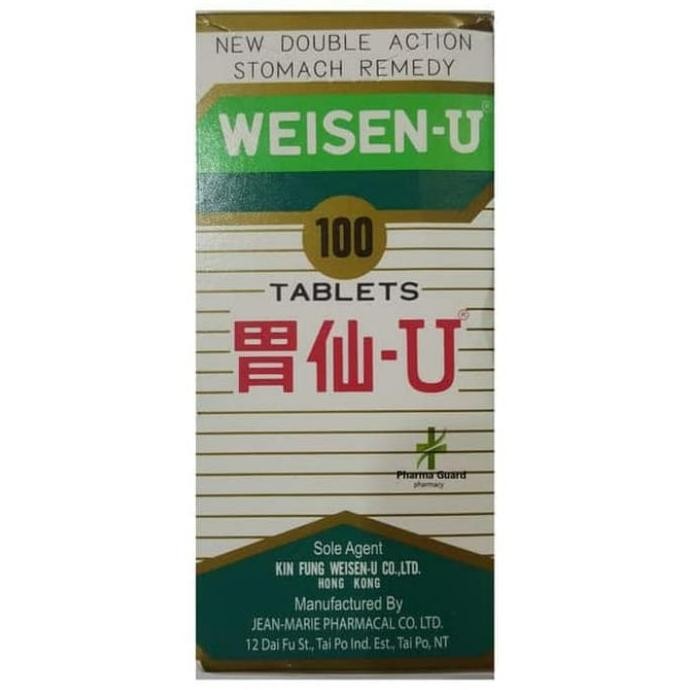 NEW DOUBLE ACTION
STOMACH REMEDY
WEISEN-U®
100
TABLETS
胃仙-U®
Pharma Guard
pharmacy
Sole Agent
KIN FUNG WEISEN-U CO.,LTD.
HONG KONG
Manufactured By
JEAN-MARIE PHARMACAL CO. LTD.
12 Dai Fu St., Tai Po Ind. Est., Tai Po, NT